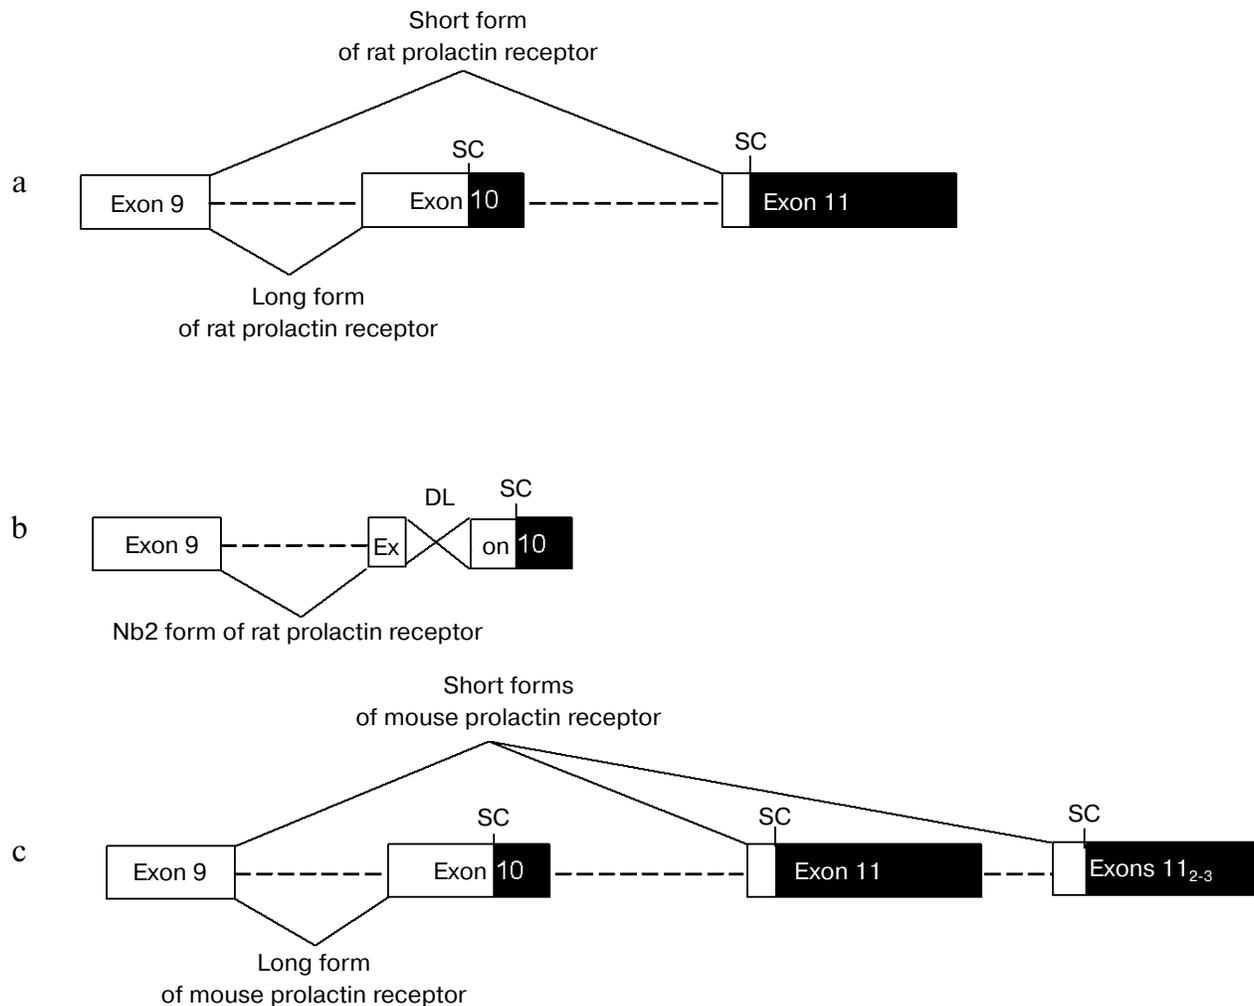 Short form
of rat prolactin receptor
a
Exon 9
SC
Exon 10
SC
Exon 11
Long form
of rat prolactin receptor
b
Exon 9
Ex
DL
SC
on 10
Nb2 form of rat prolactin receptor
Short forms
of mouse prolactin receptor
c
Exon 9
SC
Exon 10
SC
Exon 11
SC
Exons 11₂₋₃
Long form
of mouse prolactin receptor